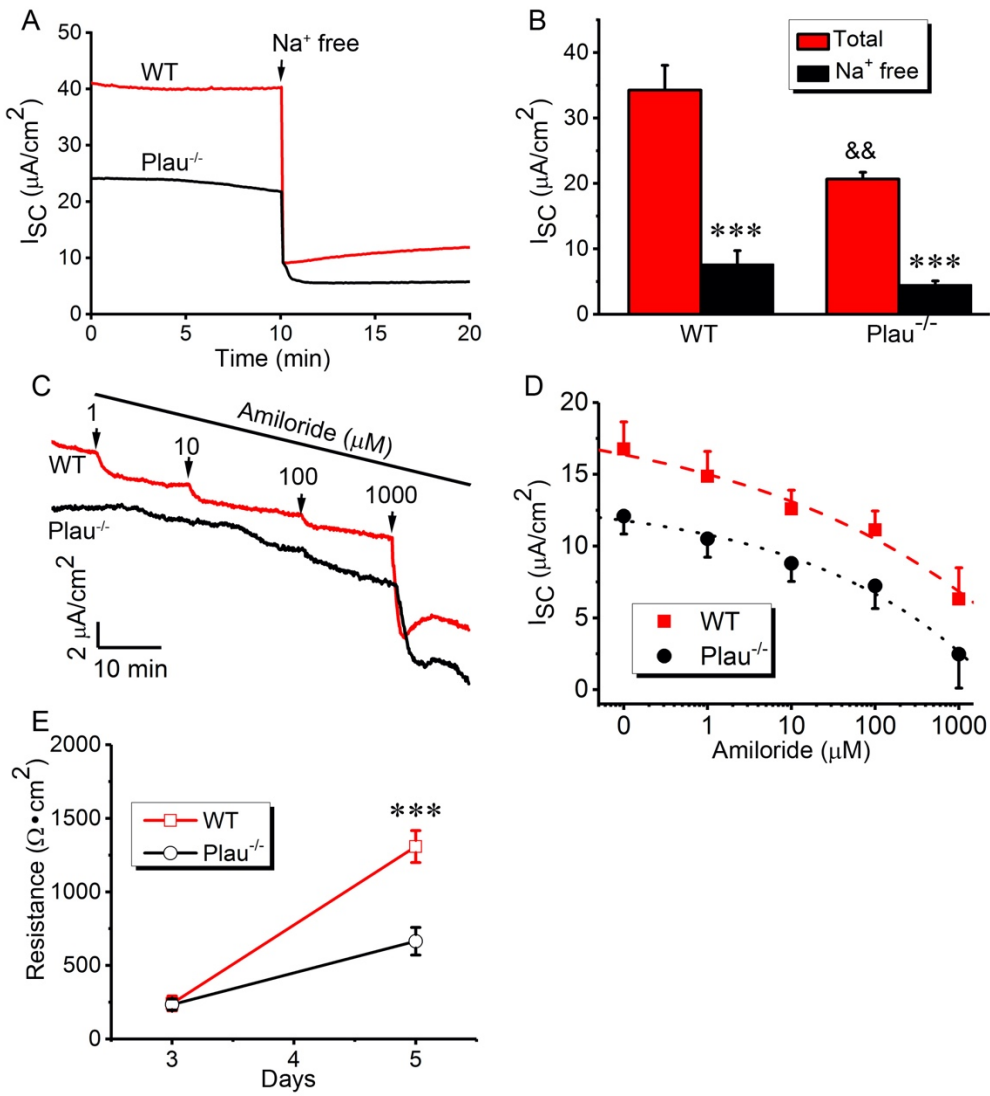 A
Na⁺ free
WT
Plau⁻/⁻
I_SC (µA/cm²)
50
40
30
20
10
0
0 5 10 15 20
Time (min)
B
Total
Na⁺ free
&&
***
***
I_SC (µA/cm²)
40
30
20
10
0
WT Plau⁻/⁻
C
Amiloride (µM)
1
10
100
1000
WT
Plau⁻/⁻
2 µA/cm²
10 min
D
I_SC (µA/cm²)
20
15
10
5
0
WT
Plau⁻/⁻
0 1 10 100 1000
Amiloride (µM)
E
Resistance (Ω•cm²)
2000
1500
1000
500
0
WT
Plau⁻/⁻
***
3 4 5
Days